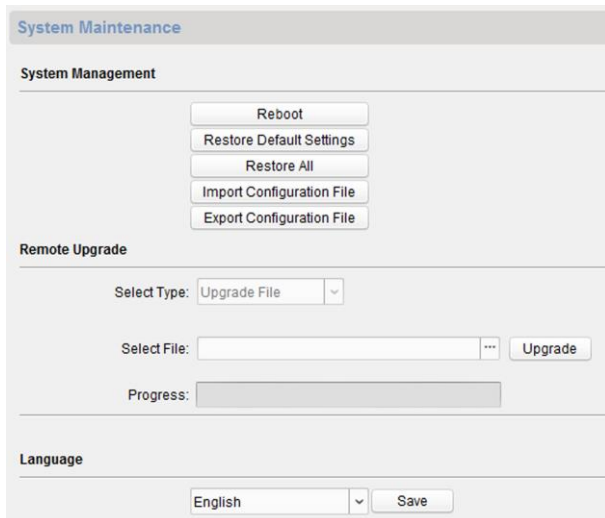 System Maintenance
System Management
Reboot
Restore Default Settings
Restore All
Import Configuration File
Export Configuration File
Remote Upgrade
Select Type: Upgrade File
Select File: ... Upgrade
Progress:
Language
English Save